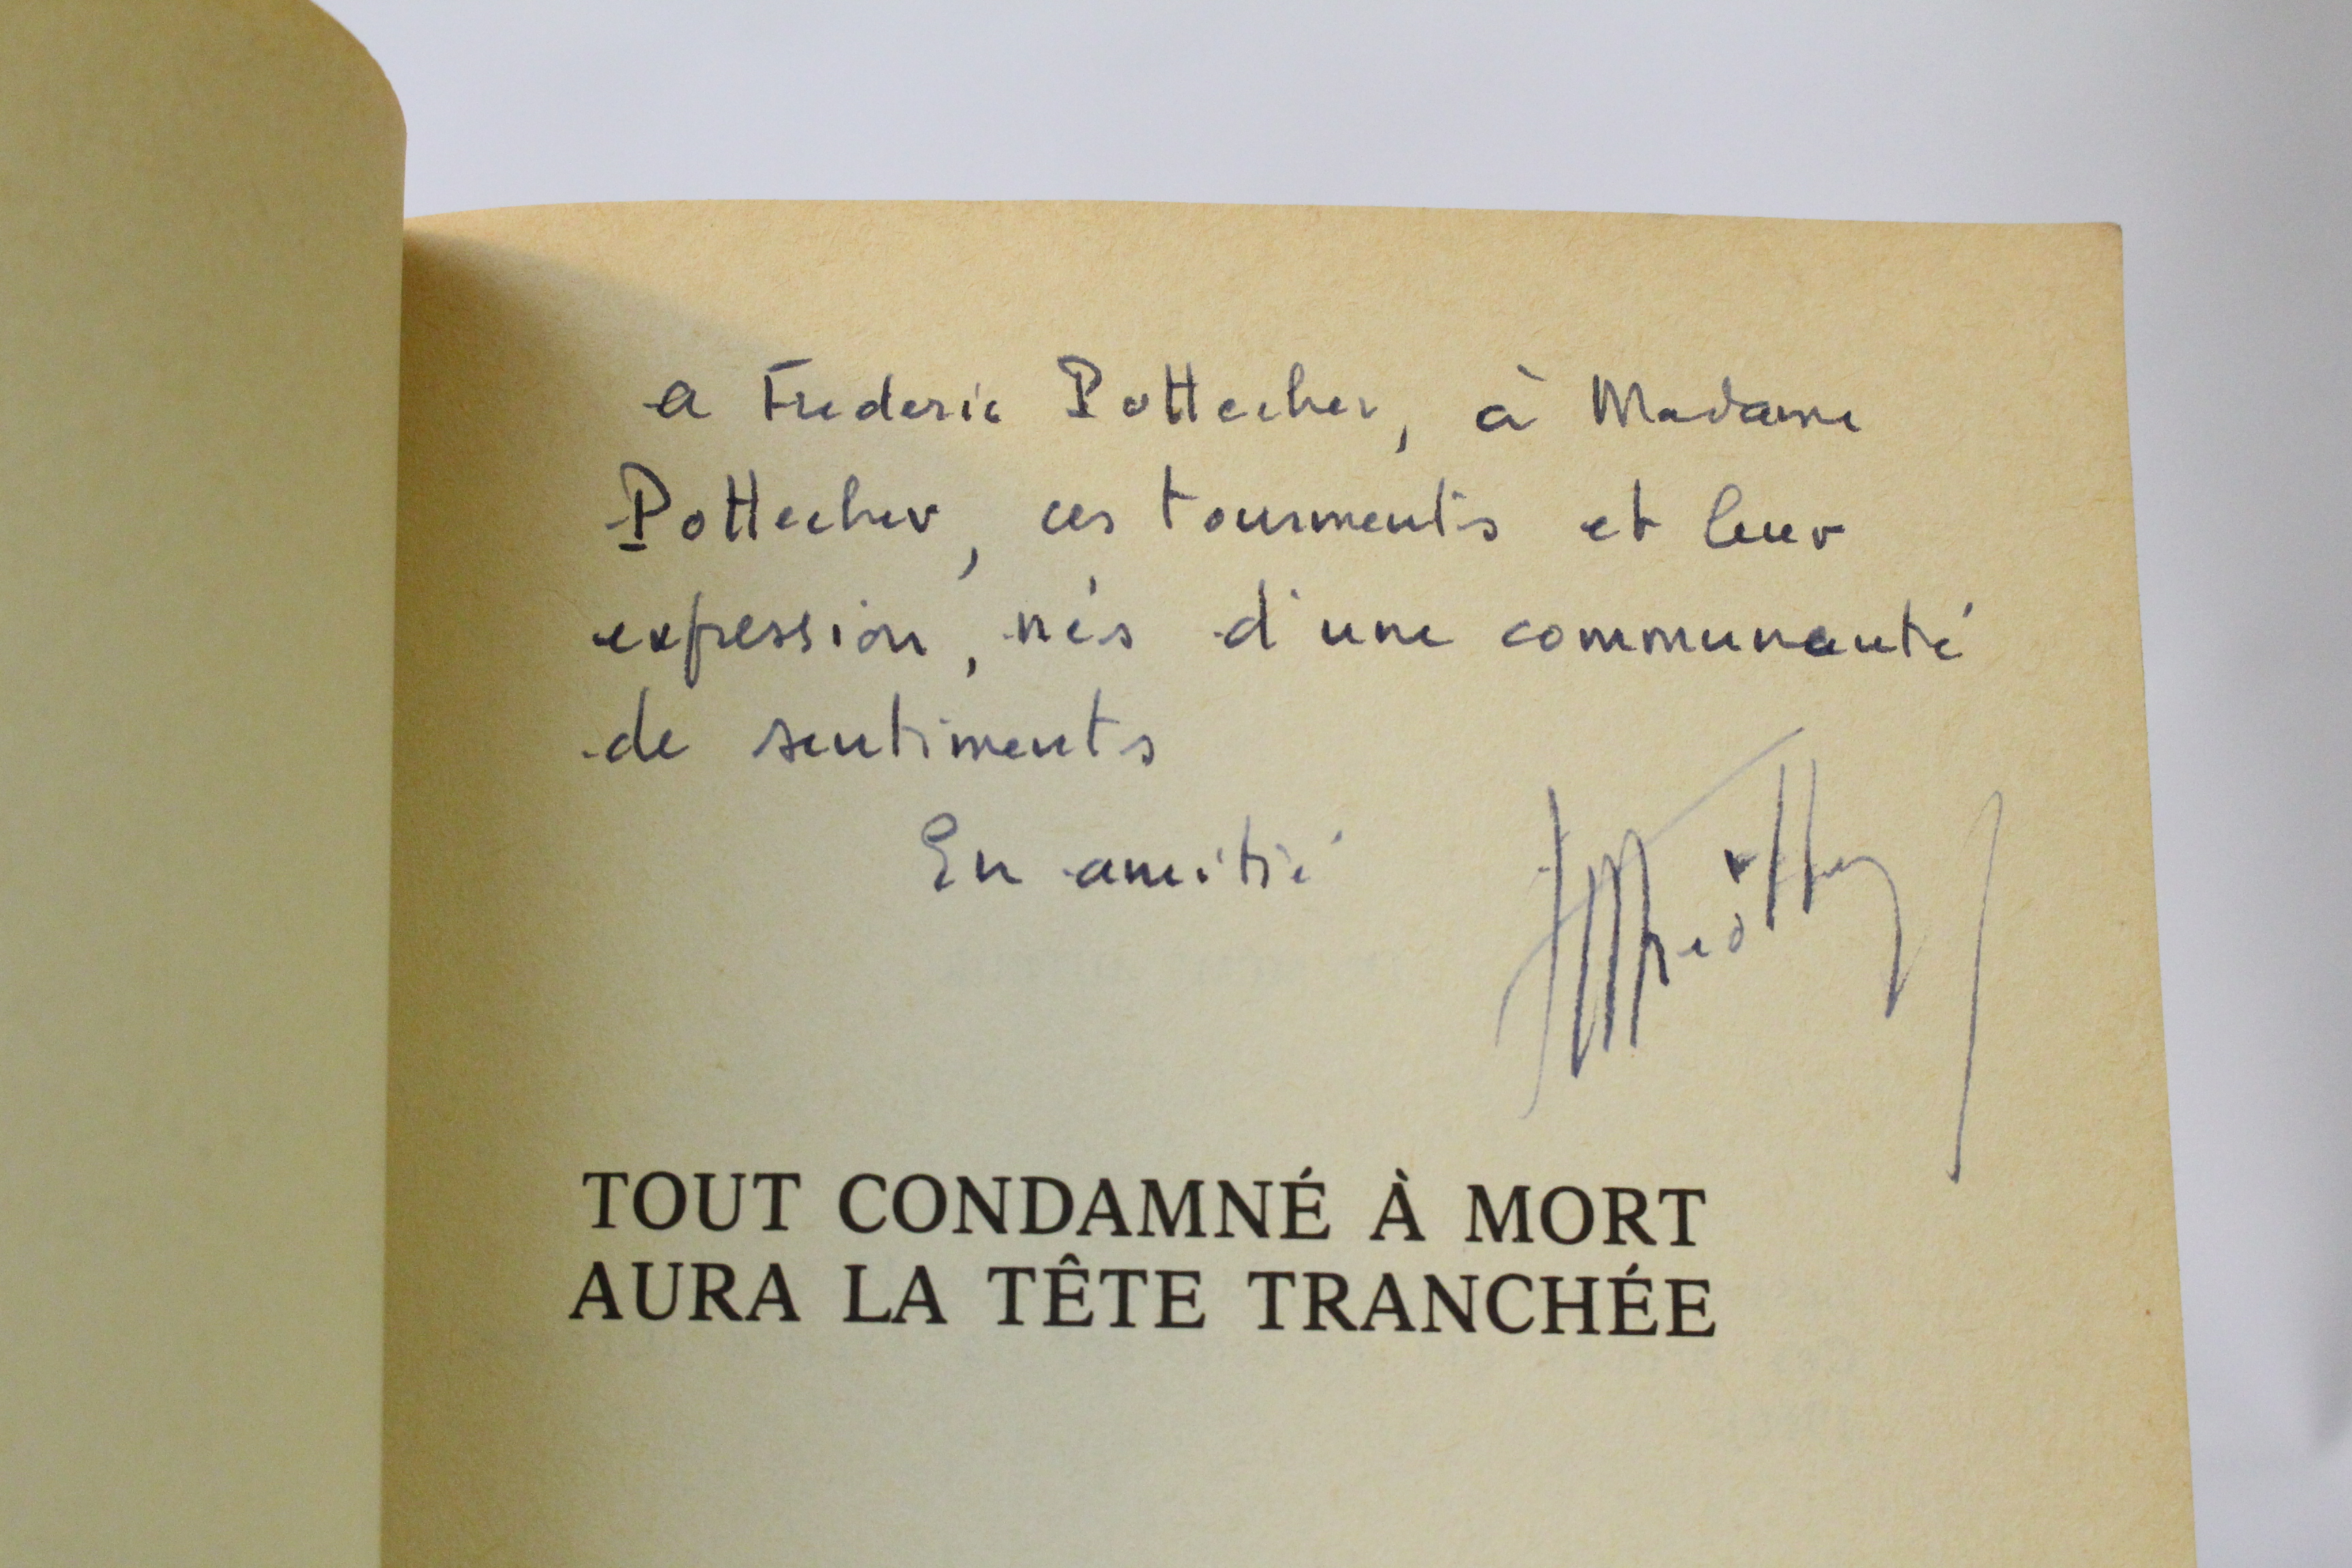 a Frederic Pottecher, à Madame
Pottecher, ces tourments et leur
expression, nés d'une communauté
de sentiments
En amitié
TOUT CONDAMNÉ À MORT
AURA LA TÊTE TRANCHÉE